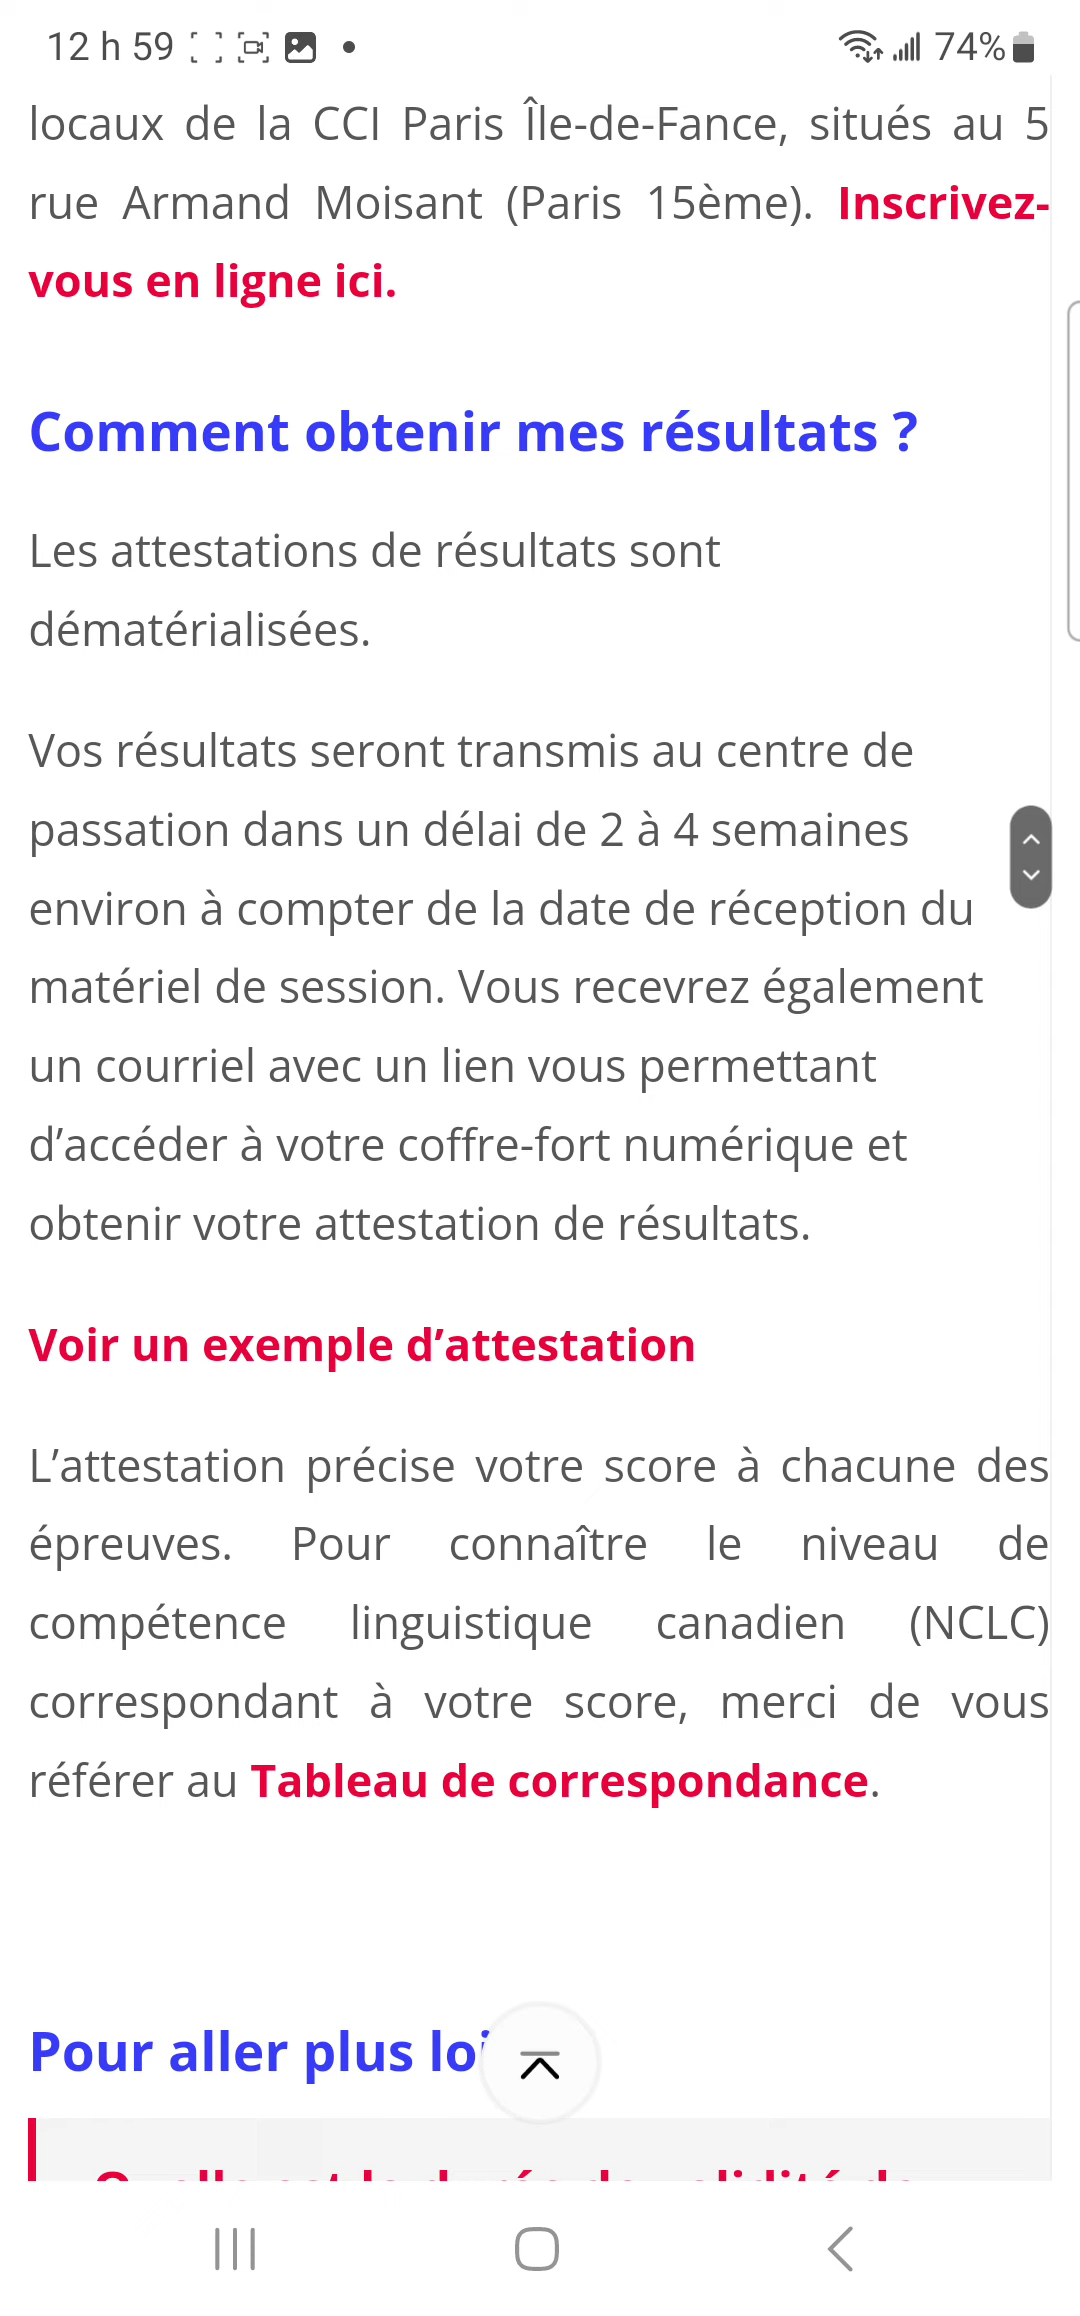 12 h 59
74%
locaux de la CCI Paris Île-de-Fance, situés au 5
rue Armand Moisant (Paris 15ème). Inscrivez-
vous en ligne ici.
Comment obtenir mes résultats ?
Les attestations de résultats sont
dématérialisées.
Vos résultats seront transmis au centre de
passation dans un délai de 2 à 4 semaines
environ à compter de la date de réception du
matériel de session. Vous recevrez également
un courriel avec un lien vous permettant
d’accéder à votre coffre-fort numérique et
obtenir votre attestation de résultats.
Voir un exemple d’attestation
L’attestation précise votre score à chacune des
épreuves. Pour connaître le niveau de
compétence linguistique canadien (NCLC)
correspondant à votre score, merci de vous
référer au Tableau de correspondance.
Pour aller plus loi